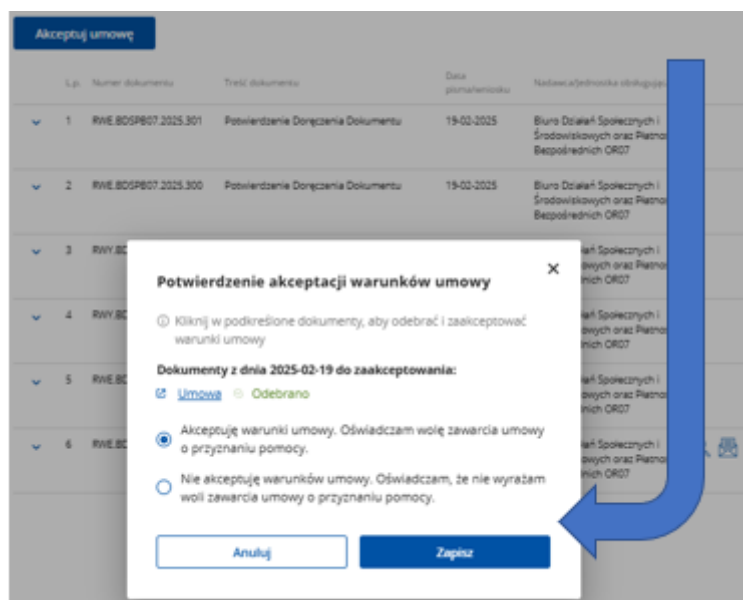 Akceptuj umowę
L.p. Numer dokumentu Treść dokumentu Data pisma/wniosku Nadawca/Jednostka
1 RWE.BDSPB07.2025.301 Potwierdzenie Doręczenia Dokumentu 19-02-2025 Biuro Działań Społecznych i
Środowiskowych oraz
Bezpośrednich OR07
2 RWE.BDSPB07.2025.300 Potwierdzenie Doręczenia Dokumentu 19-02-2025 Biuro Działań Społecznych i
Środowiskowych oraz
Bezpośrednich OR07
3
4
5
6
Potwierdzenie akceptacji warunków umowy
Kliknij w podkreślone dokumenty, aby odebrać i zaakceptować
warunki umowy
Dokumenty z dnia 2025-02-19 do zaakceptowania:
Umowa Odebrano
Akceptuję warunki umowy. Oświadczam wolę zawarcia umowy
o przyznaniu pomocy.
Nie akceptuję warunków umowy. Oświadczam, że nie wyrażam
woli zawarcia umowy o przyznaniu pomocy.
Anuluj Zapisz